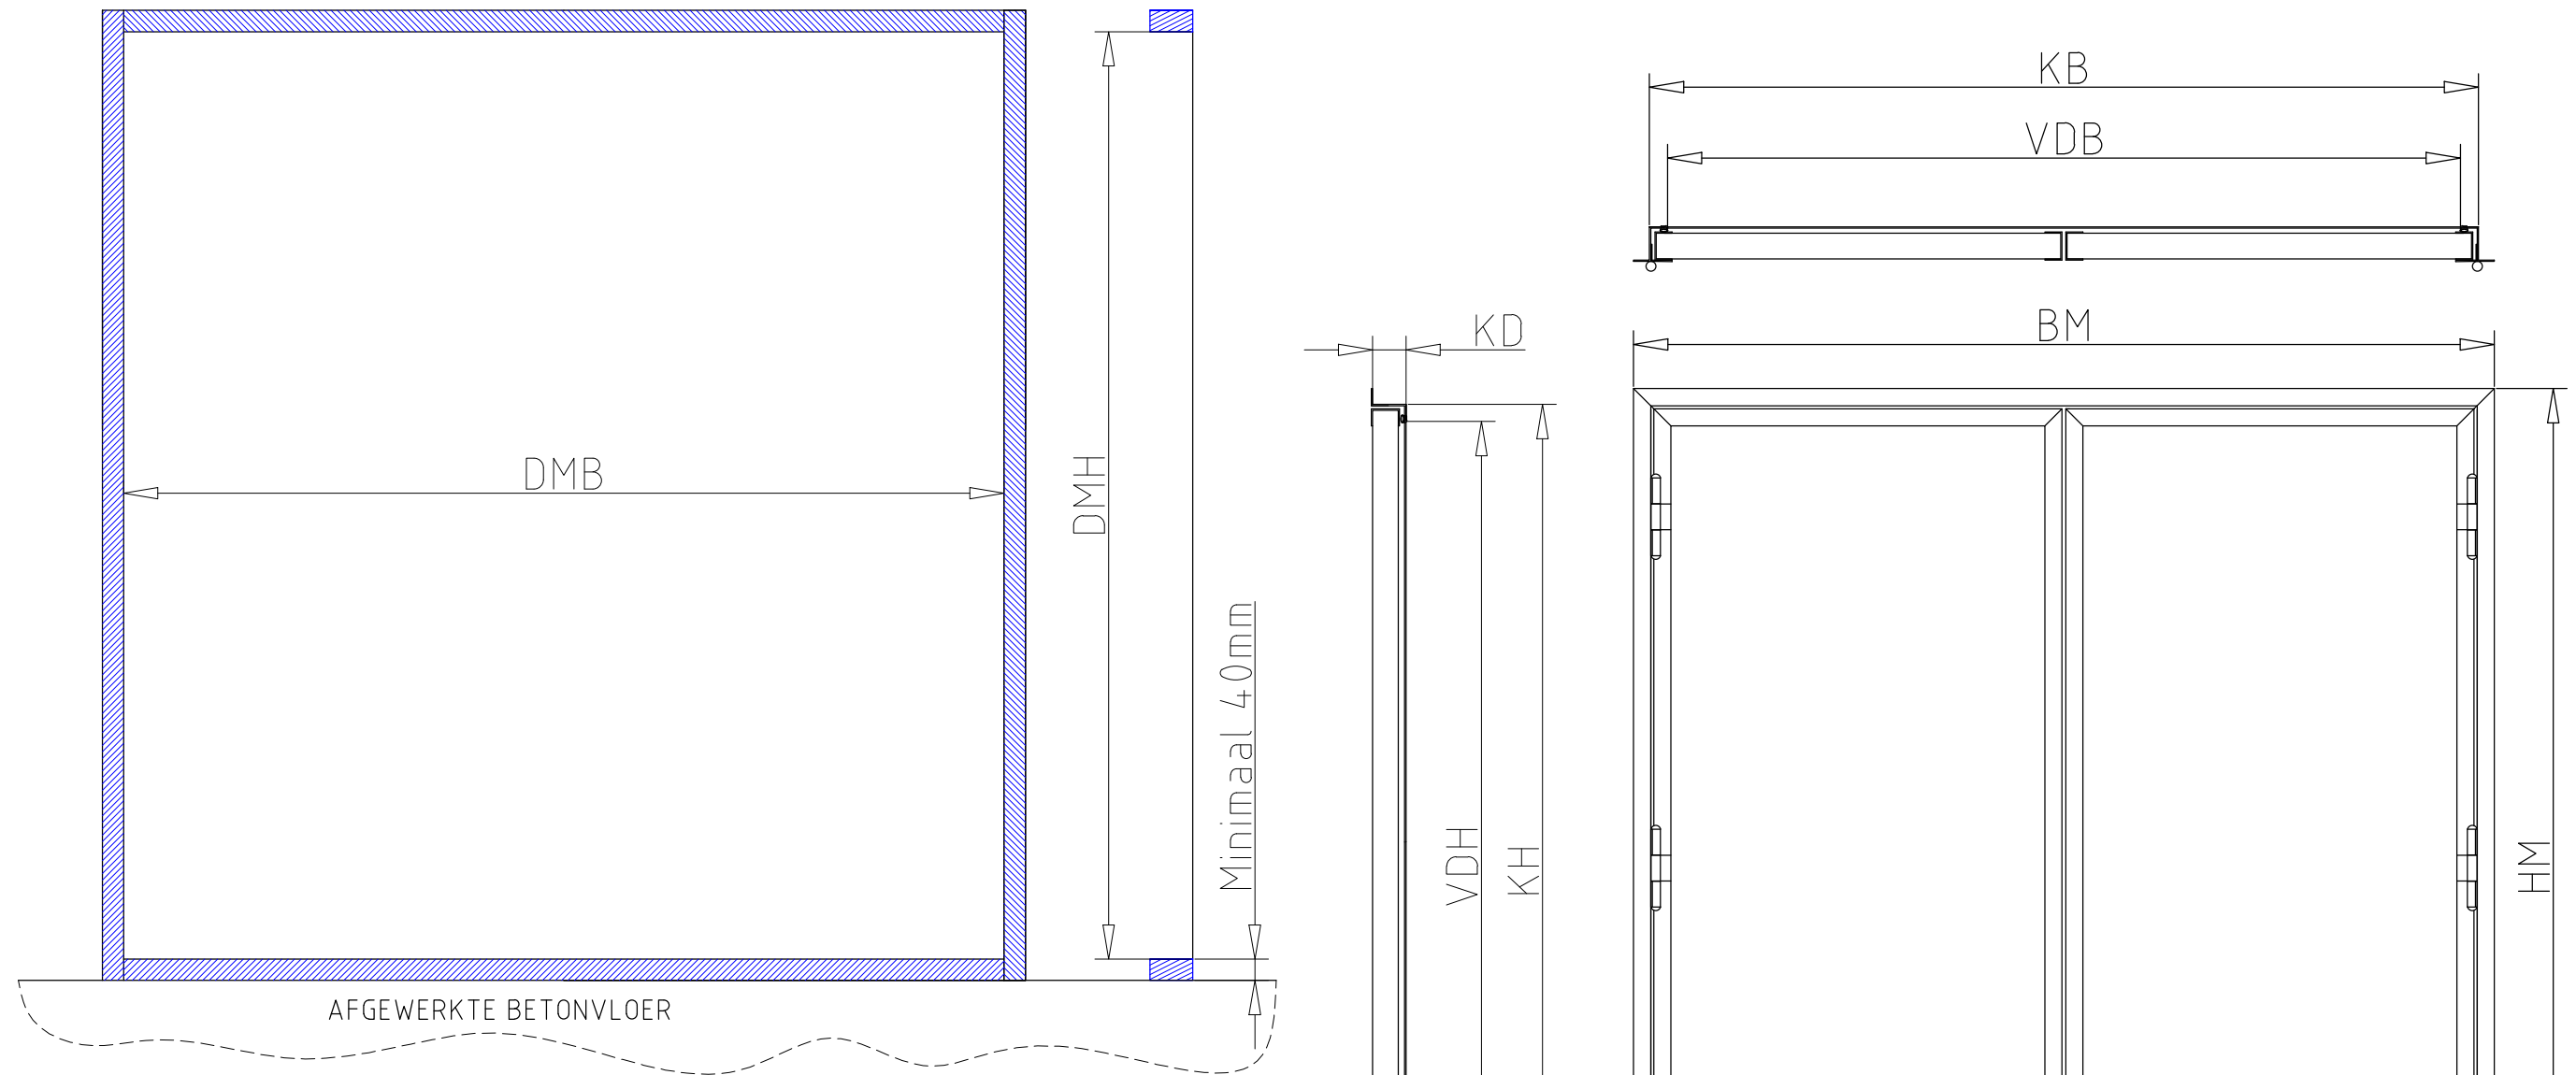 KB
VDB
KD
BM
DMB
DMH
Minimaal 40mm
VDH
KH
HM
AFGEWERKTE BETONVLOER